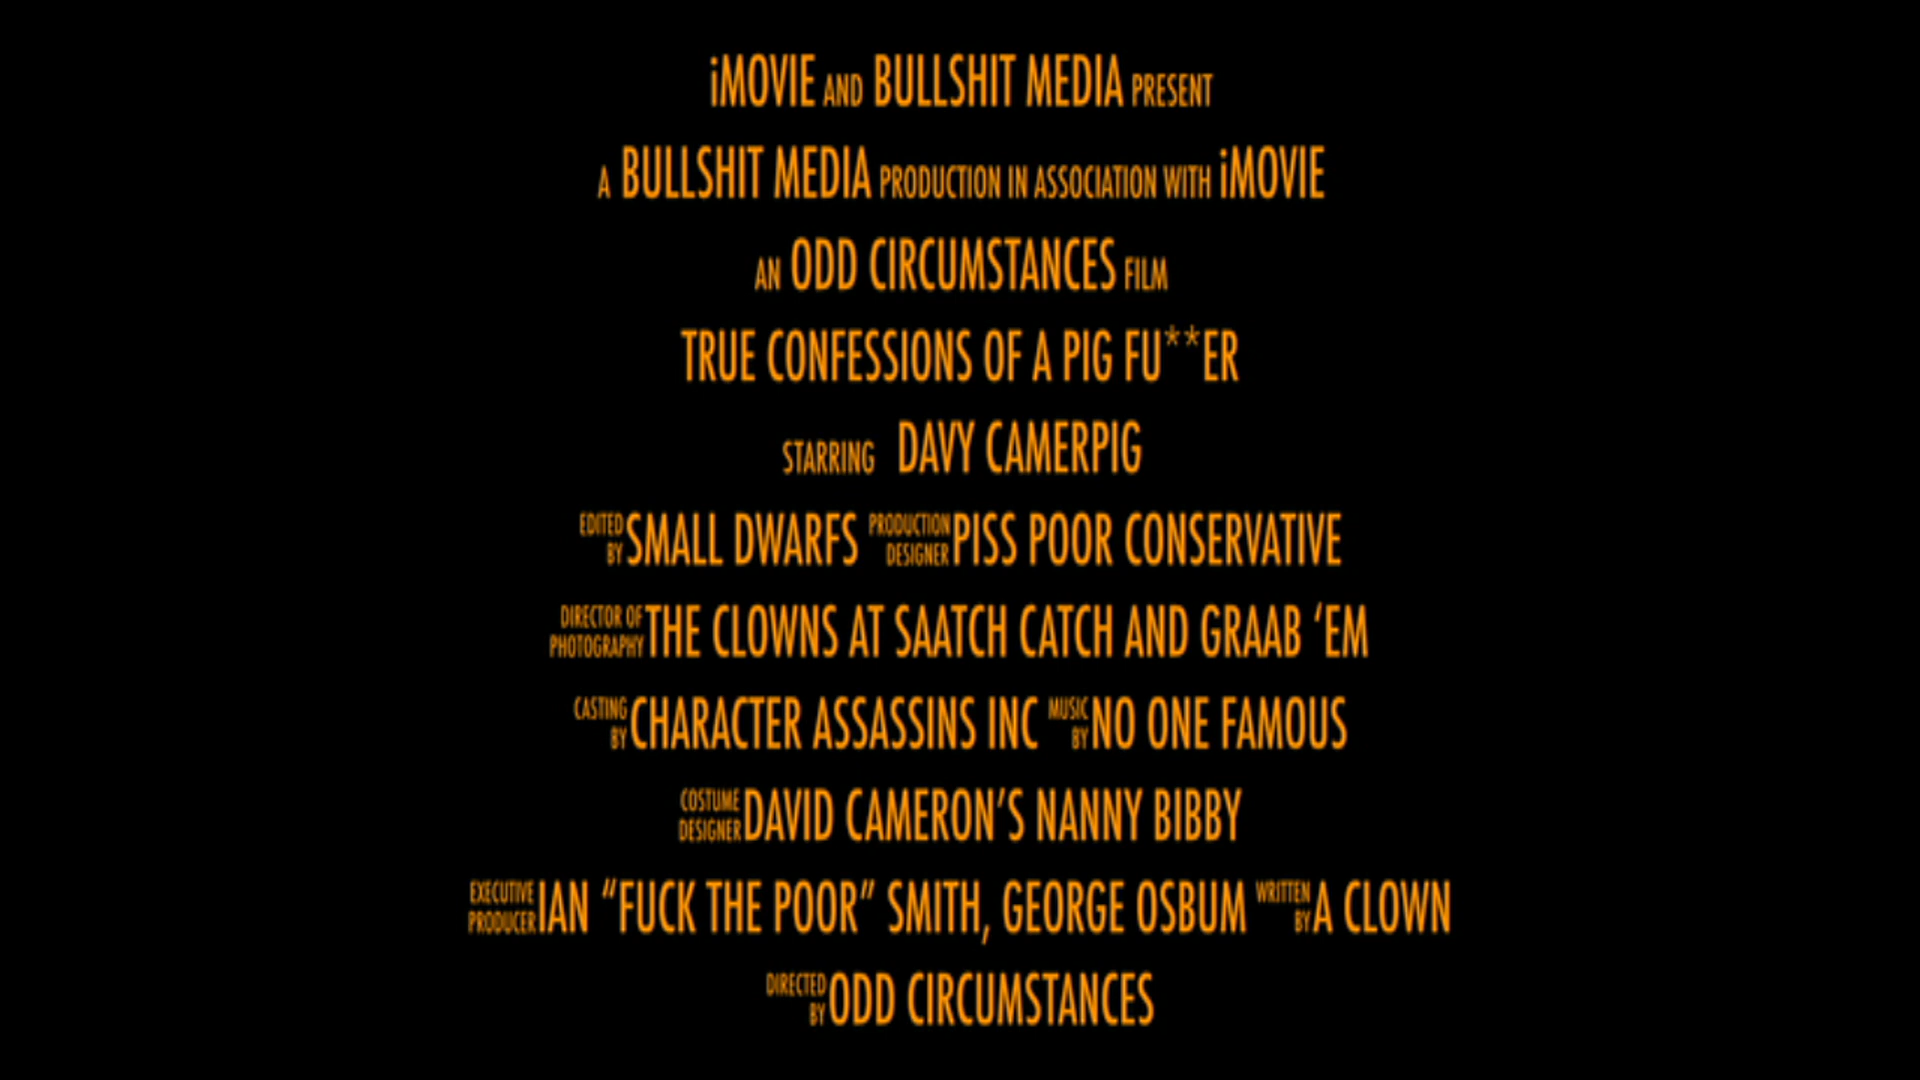 iMOVIE AND BULLSHIT MEDIA PRESENT
A BULLSHIT MEDIA PRODUCTION IN ASSOCIATION WITH iMOVIE
AN ODD CIRCUMSTANCES FILM
TRUE CONFESSIONS OF A PIG FU**ER
STARRING DAVY CAMERPIG
EDITED BY SMALL DWARFS PRODUCTION DESIGNER PISS POOR CONSERVATIVE
DIRECTOR OF PHOTOGRAPHY THE CLOWNS AT SAATCH CATCH AND GRAAB ‘EM
CASTING BY CHARACTER ASSASSINS INC MUSIC BY NO ONE FAMOUS
COSTUME DESIGNER DAVID CAMERON’S NANNY BIBBY
EXECUTIVE PRODUCER IAN “FUCK THE POOR” SMITH, GEORGE OSBUM WRITTEN BY A CLOWN
DIRECTED BY ODD CIRCUMSTANCES